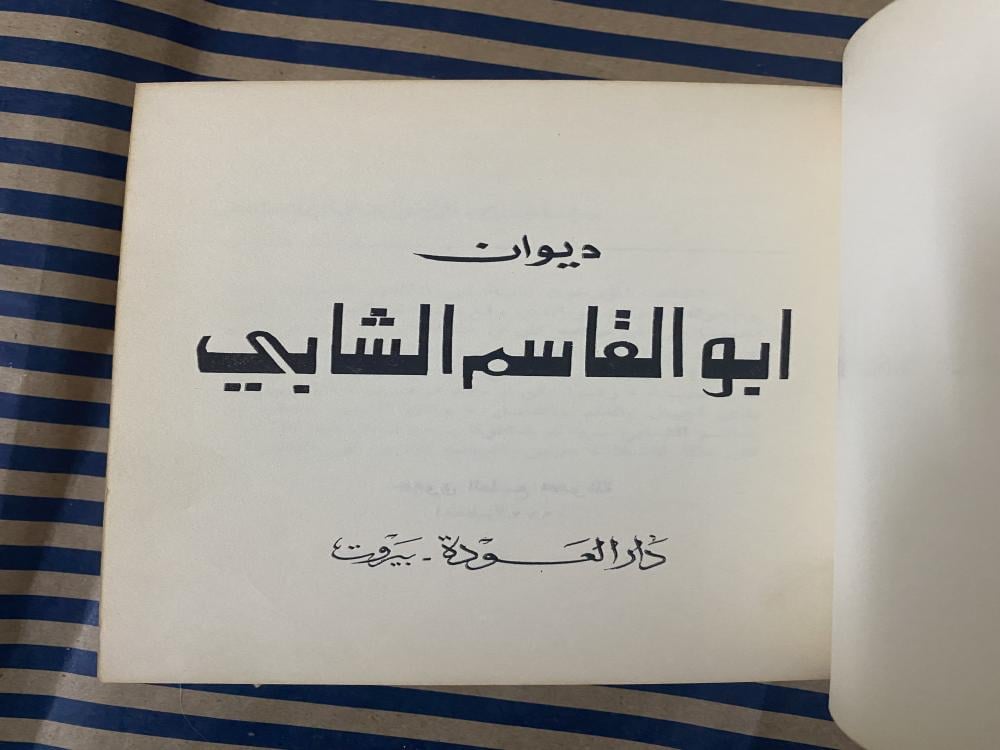 ديوان
ابو القاسم الشابي
دار العودة - بيروت